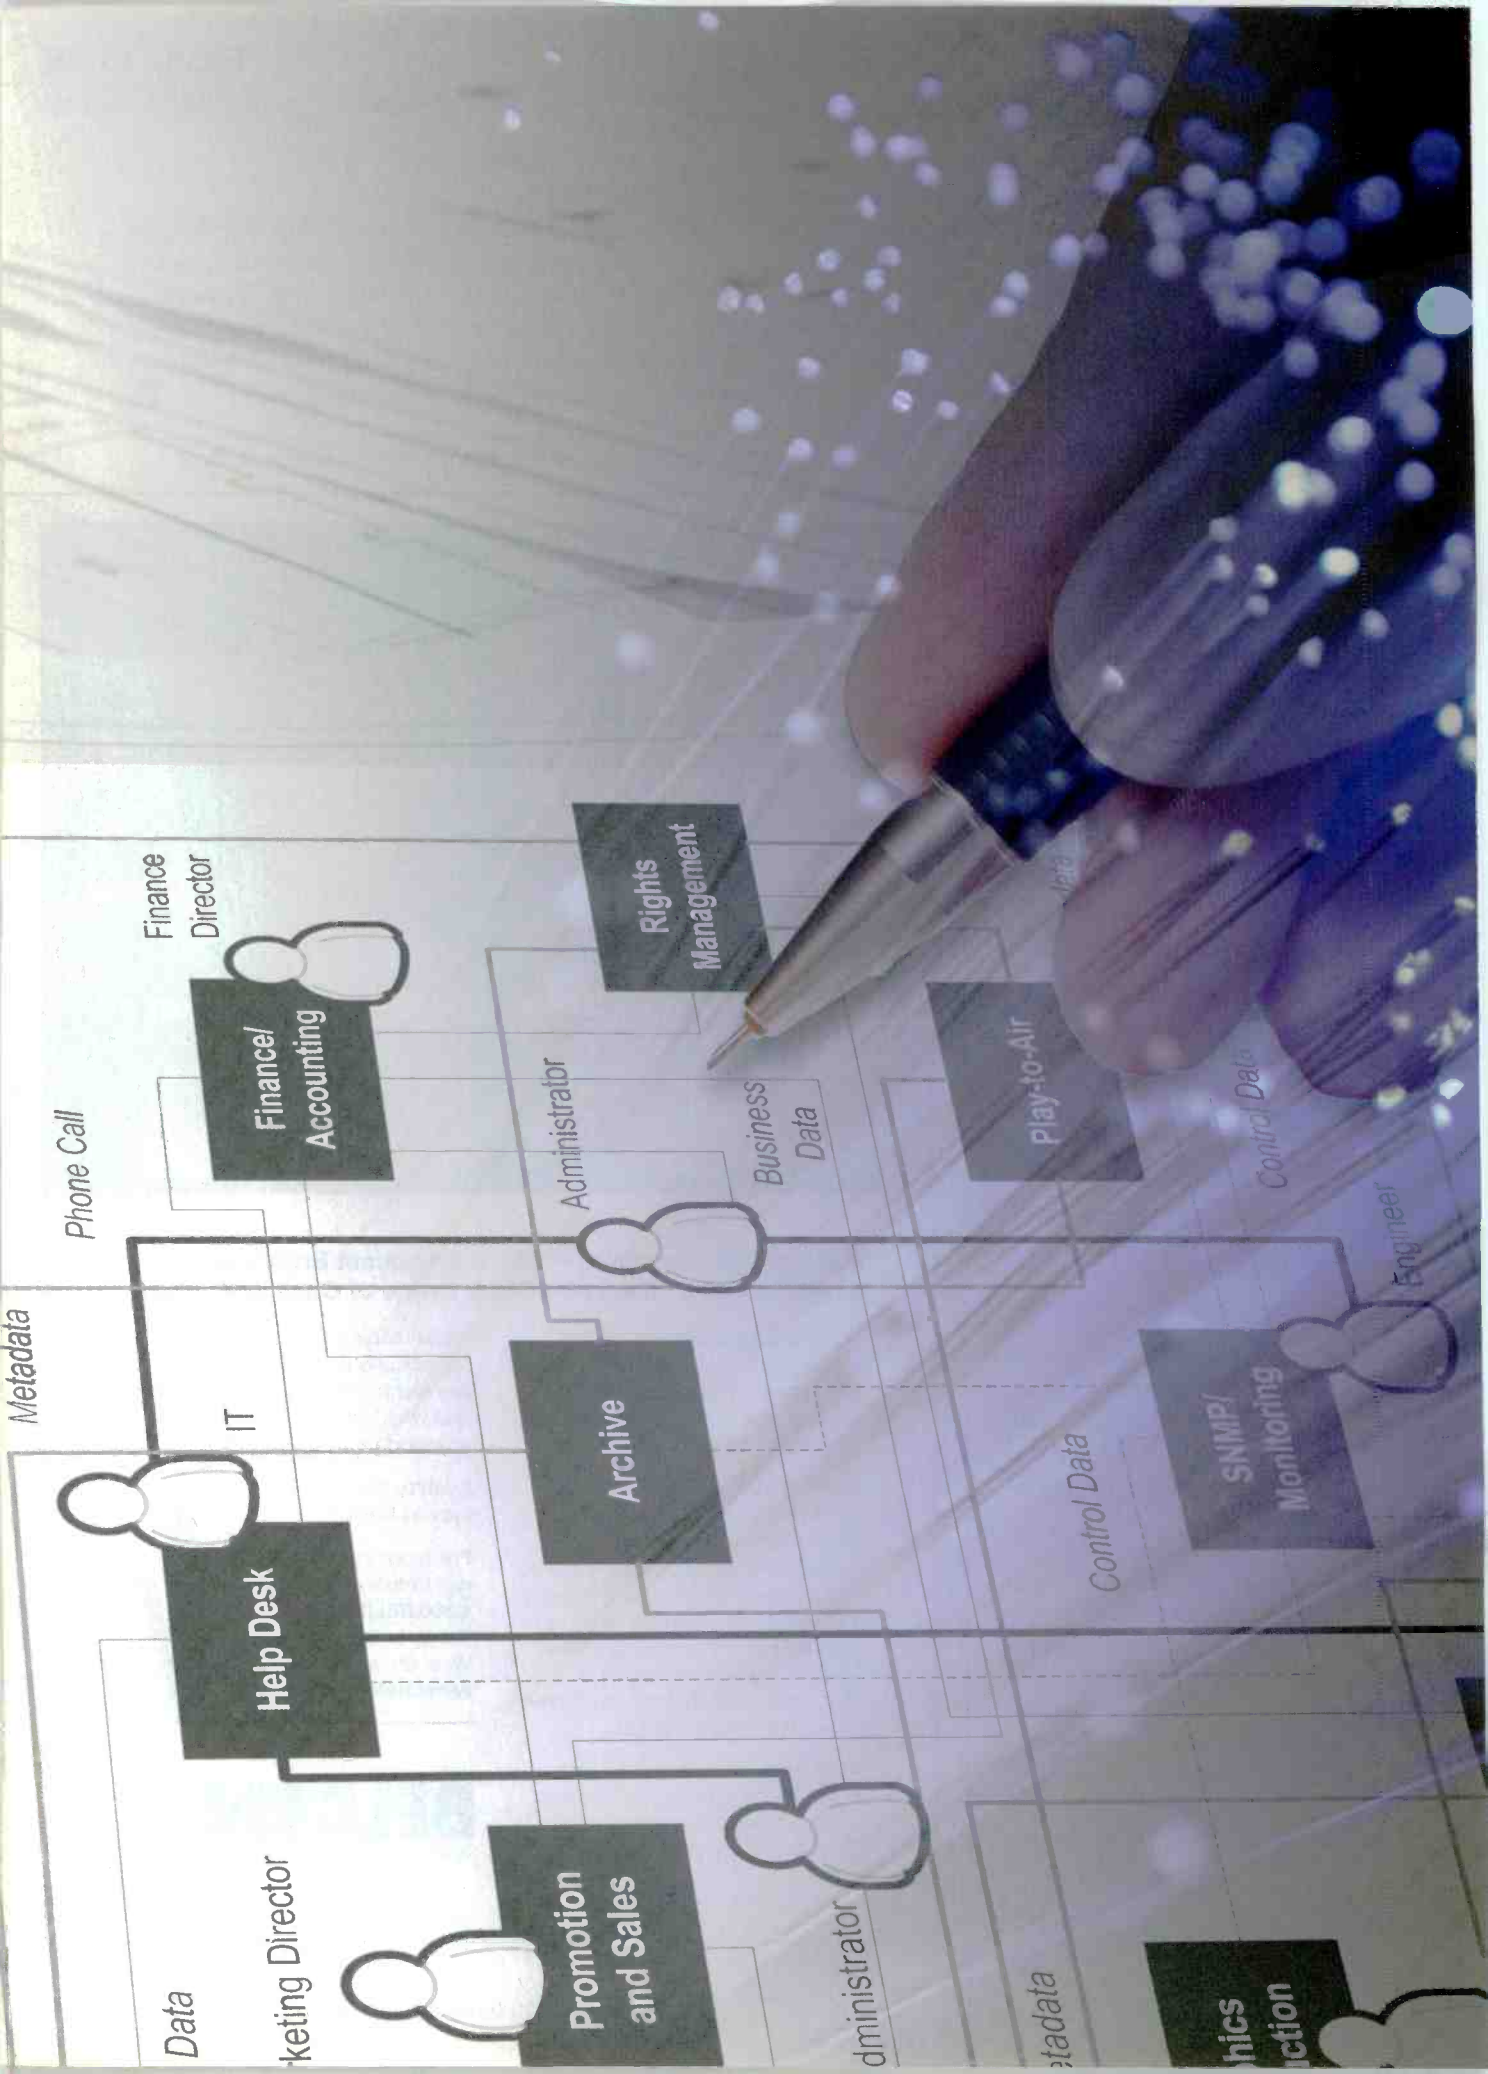 Metadata
Phone Call
Finance
Director
Data
IT
keting Director
Help Desk
Finance/
Accounting
Promotion
and Sales
Archive
Administrator
Rights
Management
Business
Data
dministrator
Control Data
Play-to-Air
etadata
SNMP/
Monitoring
Control Data
hics
ction
Engineer